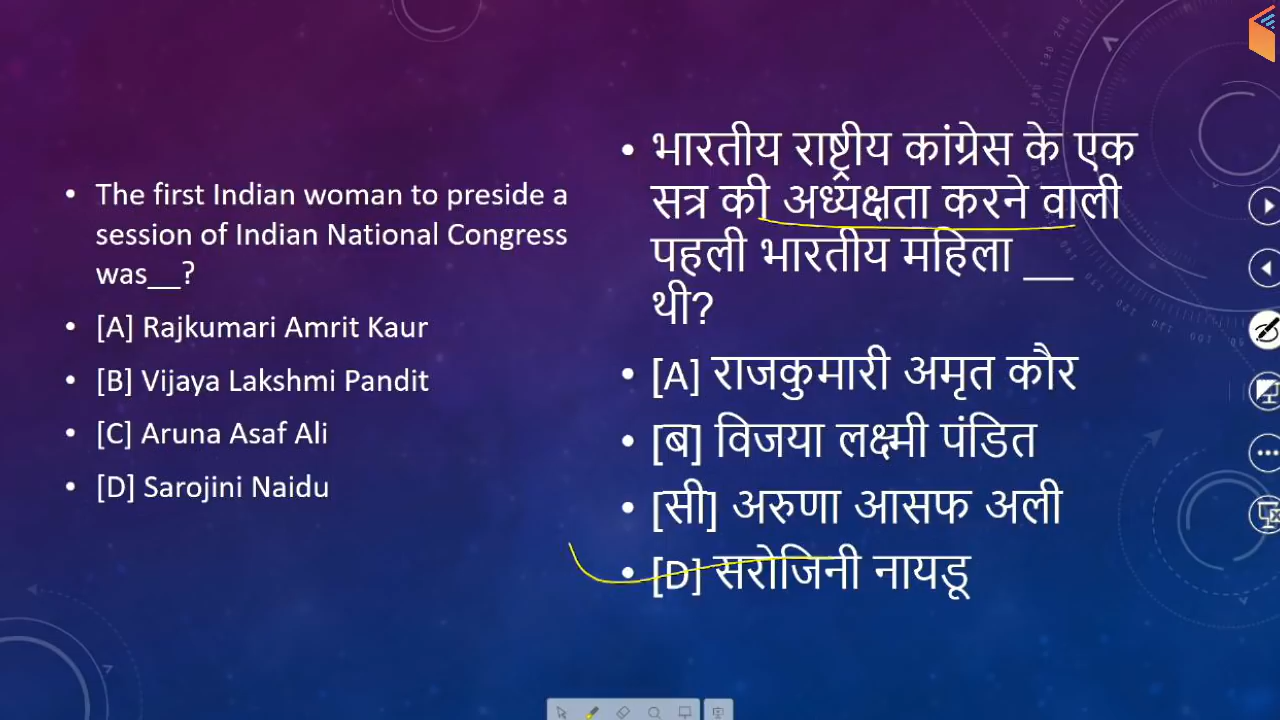 • The first Indian woman to preside a
session of Indian National Congress
was__?
• [A] Rajkumari Amrit Kaur
• [B] Vijaya Lakshmi Pandit
• [C] Aruna Asaf Ali
• [D] Sarojini Naidu
• भारतीय राष्ट्रीय कांग्रेस के एक
सत्र की अध्यक्षता करने वाली
पहली भारतीय महिला __
थी?
• [A] राजकुमारी अमृत कौर
• [ब] विजया लक्ष्मी पंडित
• [सी] अरुणा आसफ अली
• [D] सरोजिनी नायडू